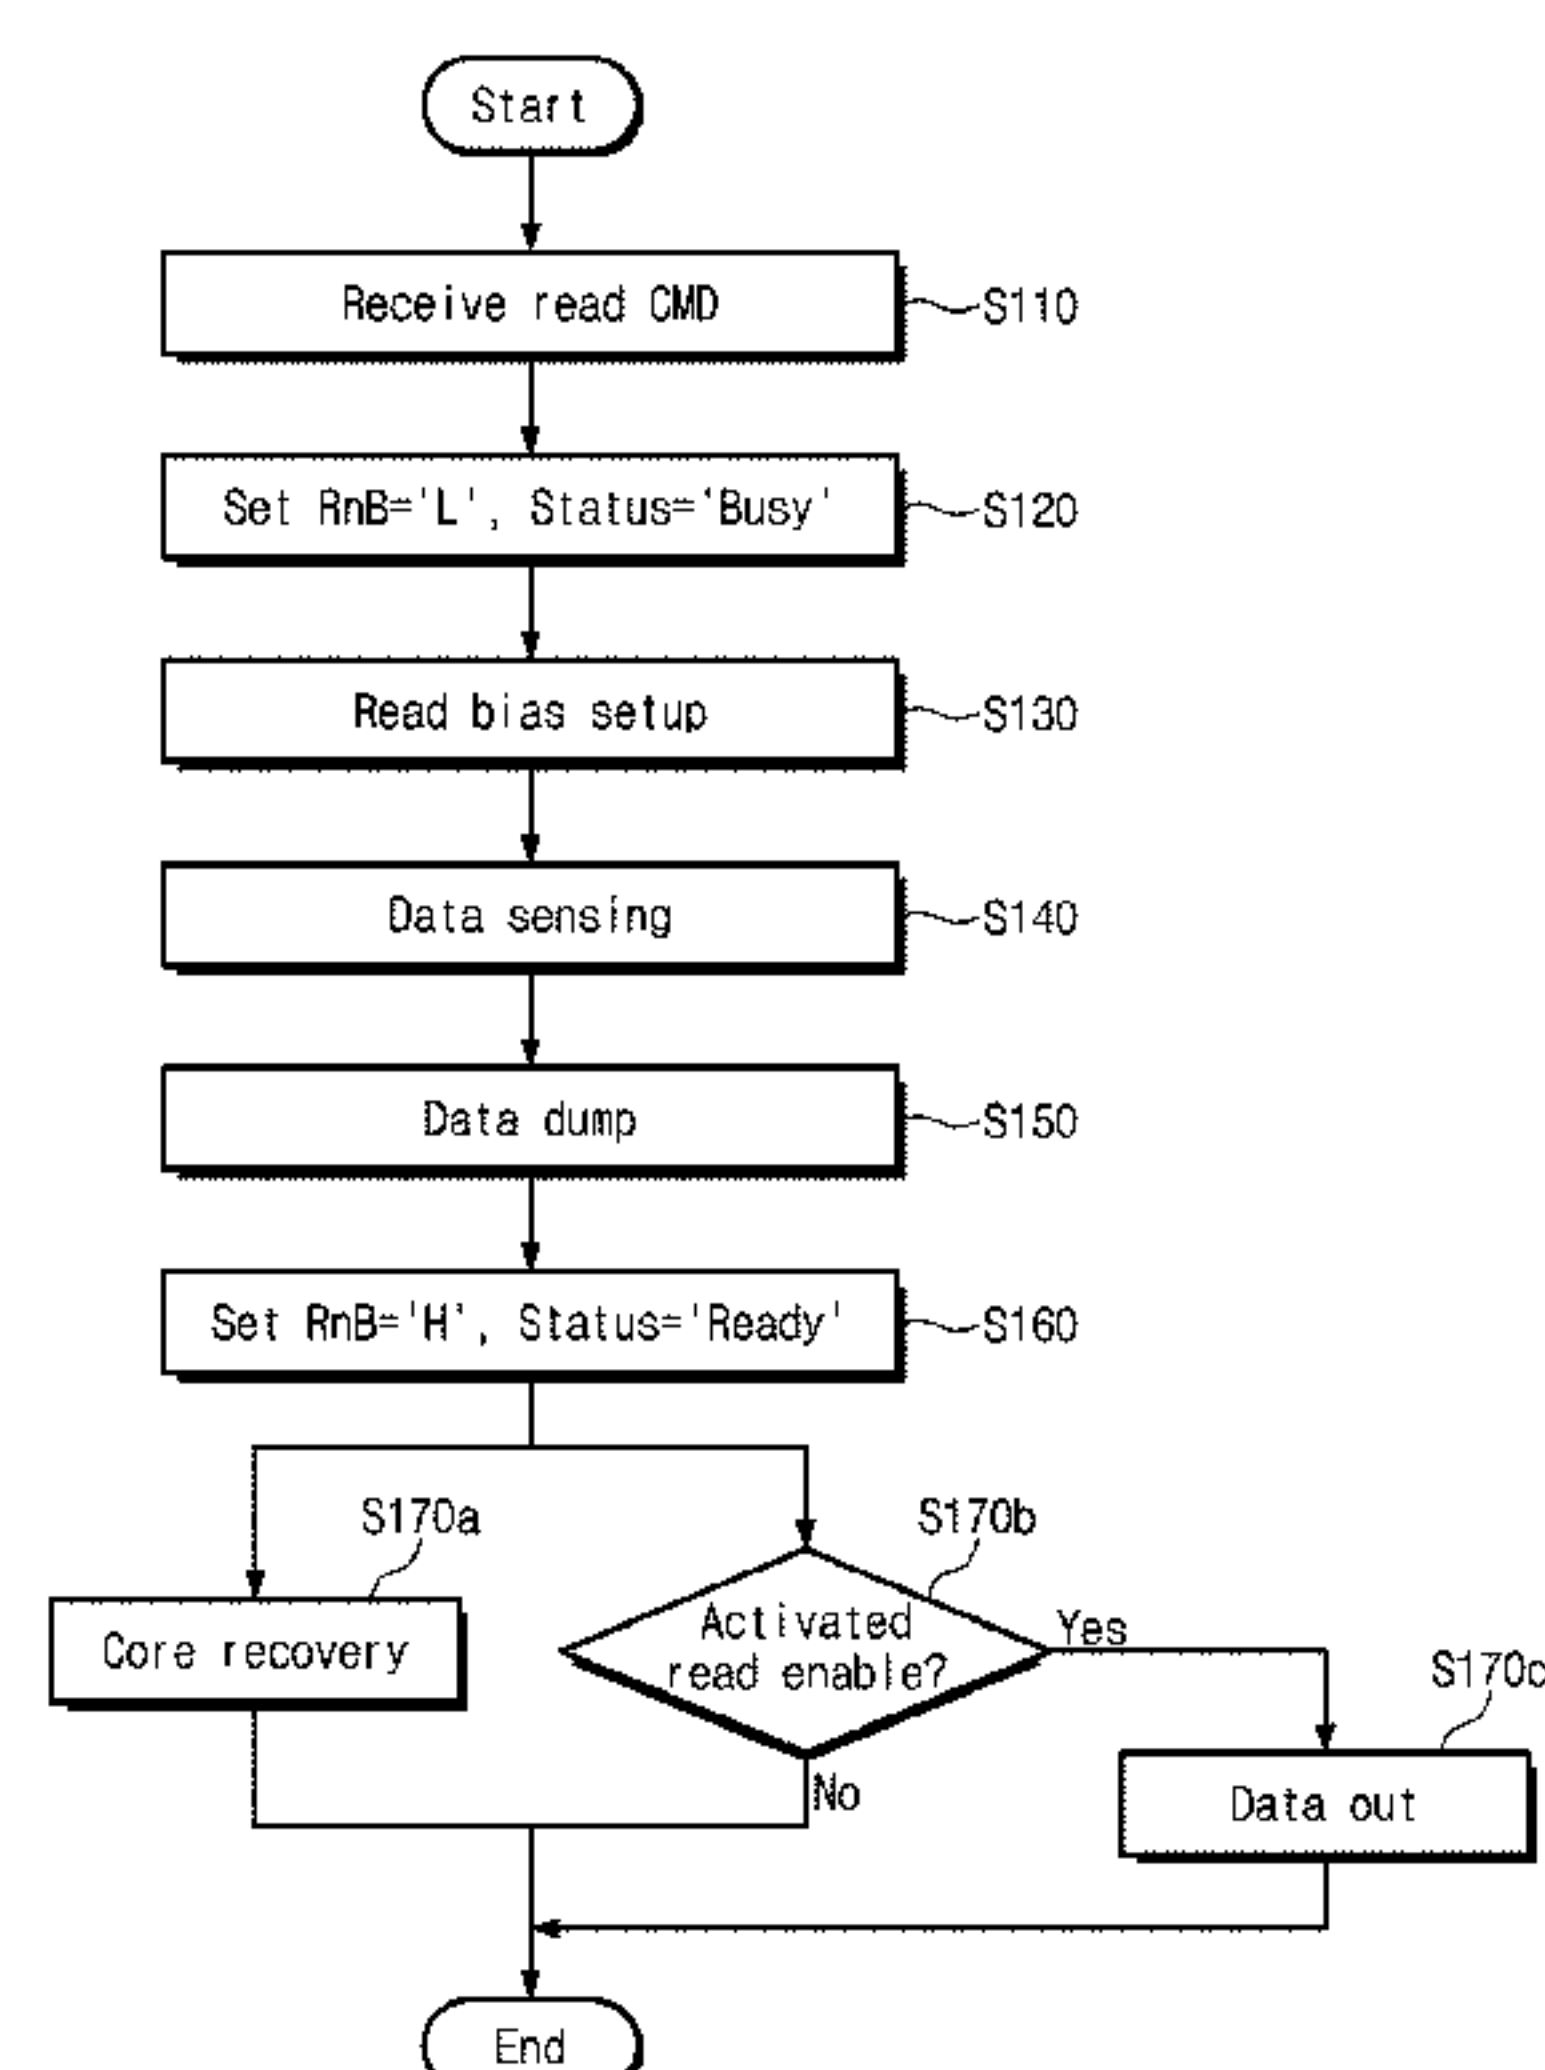 Start
Receive read CMD
S110
Set RnB='L', Status='Busy'
S120
Read bias setup
S130
Data sensing
S140
Data dump
S150
Set RnB='H', Status='Ready'
S160
S170a
S170b
Core recovery
Activated
read enable?
Yes
S170c
No
Data out
End